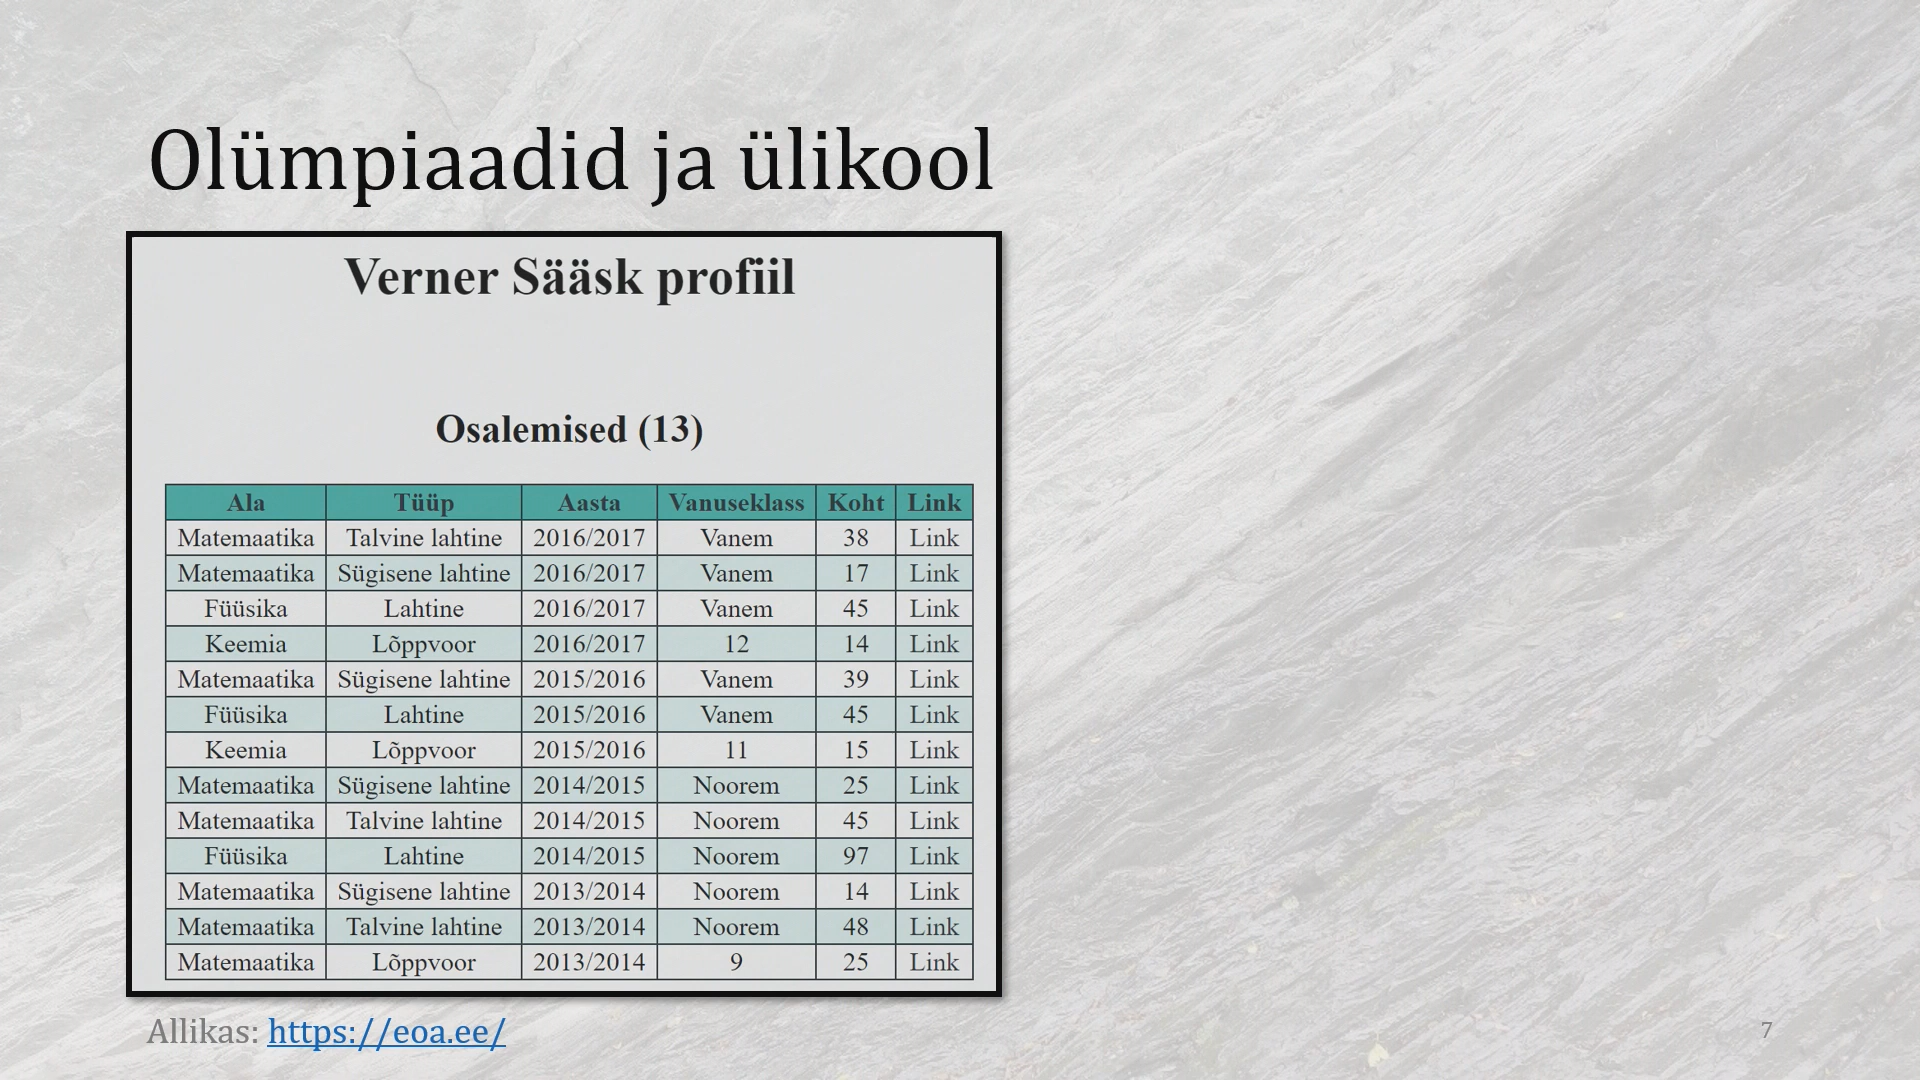 Olümpiaadid ja ülikool
Verner Sääsk profiil
Osalemised (13)
Ala Tüüp Aasta Vanuseklass Koht Link
Matemaatika Talvine lahtine 2016/2017 Vanem 38 Link
Matemaatika Sügisene lahtine 2016/2017 Vanem 17 Link
Füüsika Lahtine 2016/2017 Vanem 45 Link
Keemia Lõppvoor 2016/2017 12 14 Link
Matemaatika Sügisene lahtine 2015/2016 Vanem 39 Link
Füüsika Lahtine 2015/2016 Vanem 45 Link
Keemia Lõppvoor 2015/2016 11 15 Link
Matemaatika Sügisene lahtine 2014/2015 Noorem 25 Link
Matemaatika Talvine lahtine 2014/2015 Noorem 45 Link
Füüsika Lahtine 2014/2015 Noorem 97 Link
Matemaatika Sügisene lahtine 2013/2014 Noorem 14 Link
Matemaatika Talvine lahtine 2013/2014 Noorem 48 Link
Matemaatika Lõppvoor 2013/2014 9 25 Link
Allikas: https://eoa.ee/
7